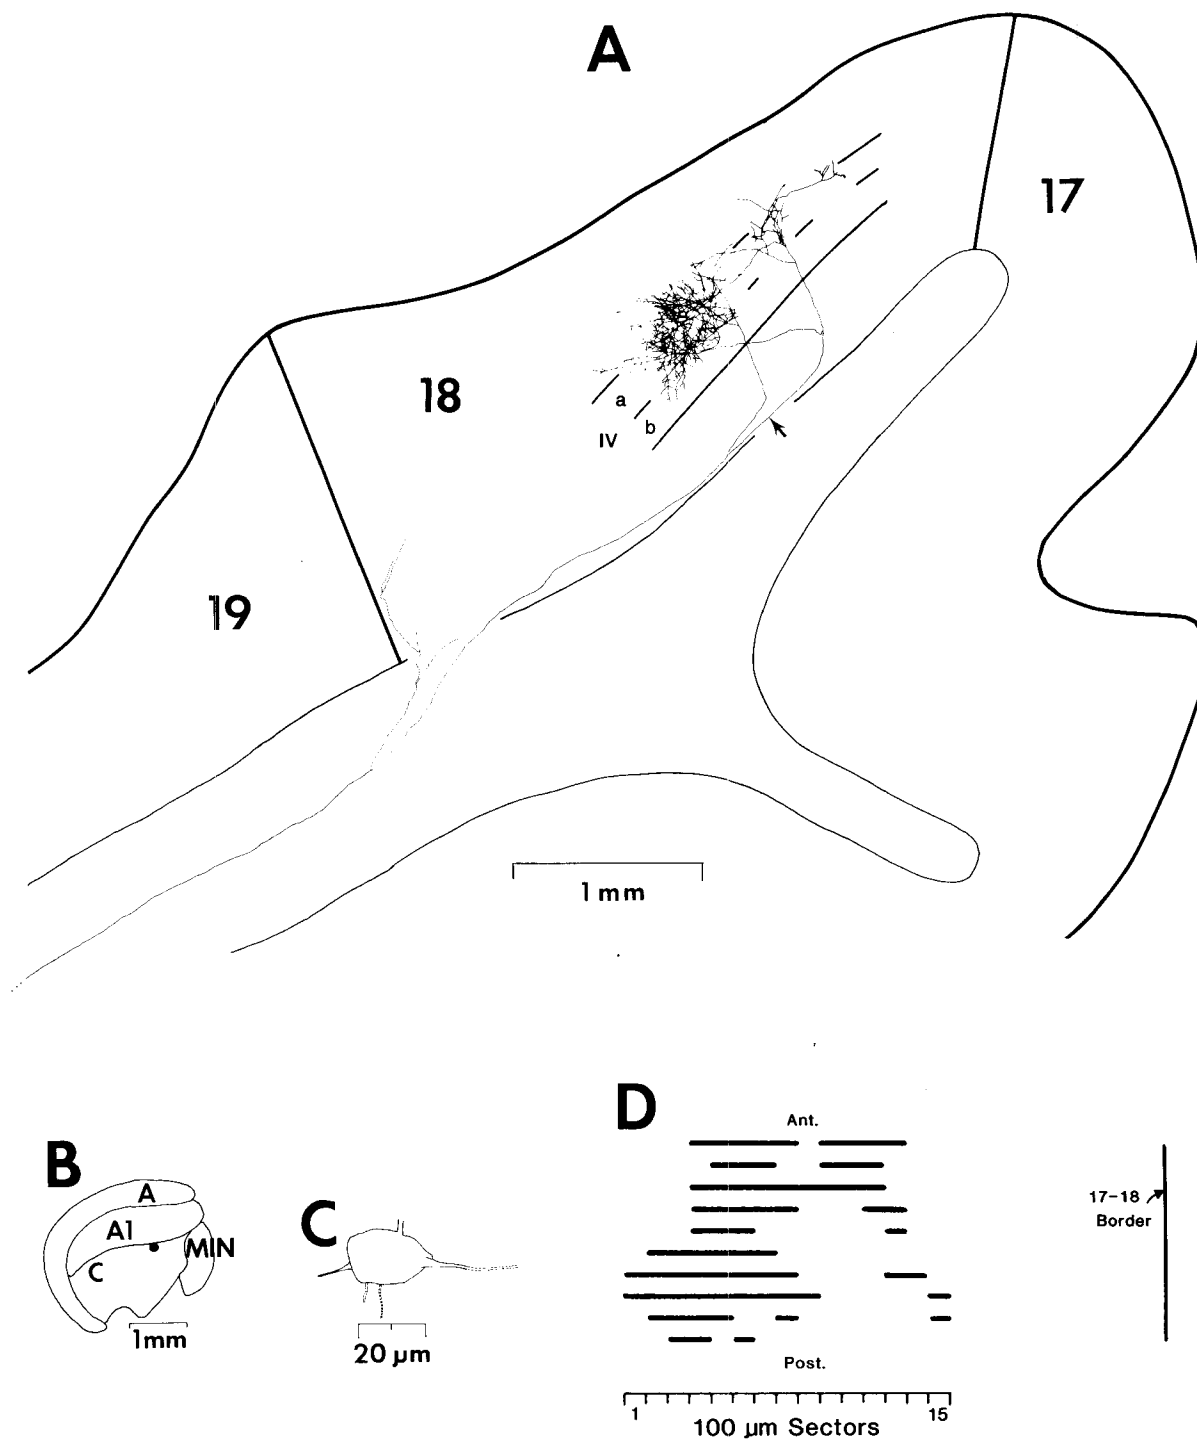 A
17
18
a
b
IV
19
1 mm
B
A
A1
MIN
C
1mm
C
20 µm
D
Ant.
17-18
Border
Post.
1 15
100 µm Sectors